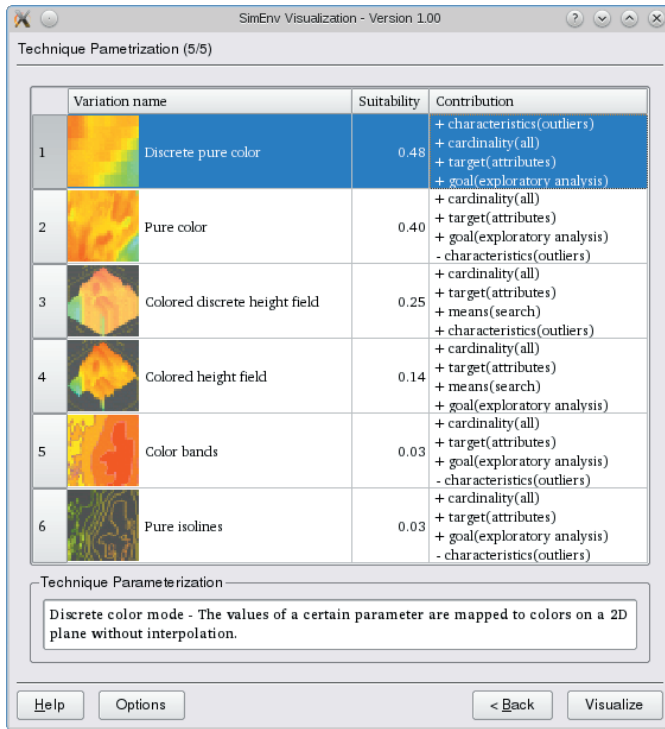 SimEnv Visualization - Version 1.00
Technique Pametrization (5/5)
Variation name Suitability Contribution
1 Discrete pure color 0.48
+ characteristics(outliers)
+ cardinality(all)
+ target(attributes)
+ goal(exploratory analysis)
2 Pure color 0.40
+ cardinality(all)
+ target(attributes)
+ goal(exploratory analysis)
- characteristics(outliers)
3 Colored discrete height field 0.25
+ cardinality(all)
+ target(attributes)
+ means(search)
+ characteristics(outliers)
4 Colored height field 0.14
+ cardinality(all)
+ target(attributes)
+ means(search)
+ goal(exploratory analysis)
5 Color bands 0.03
+ cardinality(all)
+ target(attributes)
+ goal(exploratory analysis)
- characteristics(outliers)
6 Pure isolines 0.03
+ cardinality(all)
+ target(attributes)
+ goal(exploratory analysis)
- characteristics(outliers)
Technique Parameterization
Discrete color mode - The values of a certain parameter are mapped to colors on a 2D
plane without interpolation.
Help Options < Back Visualize